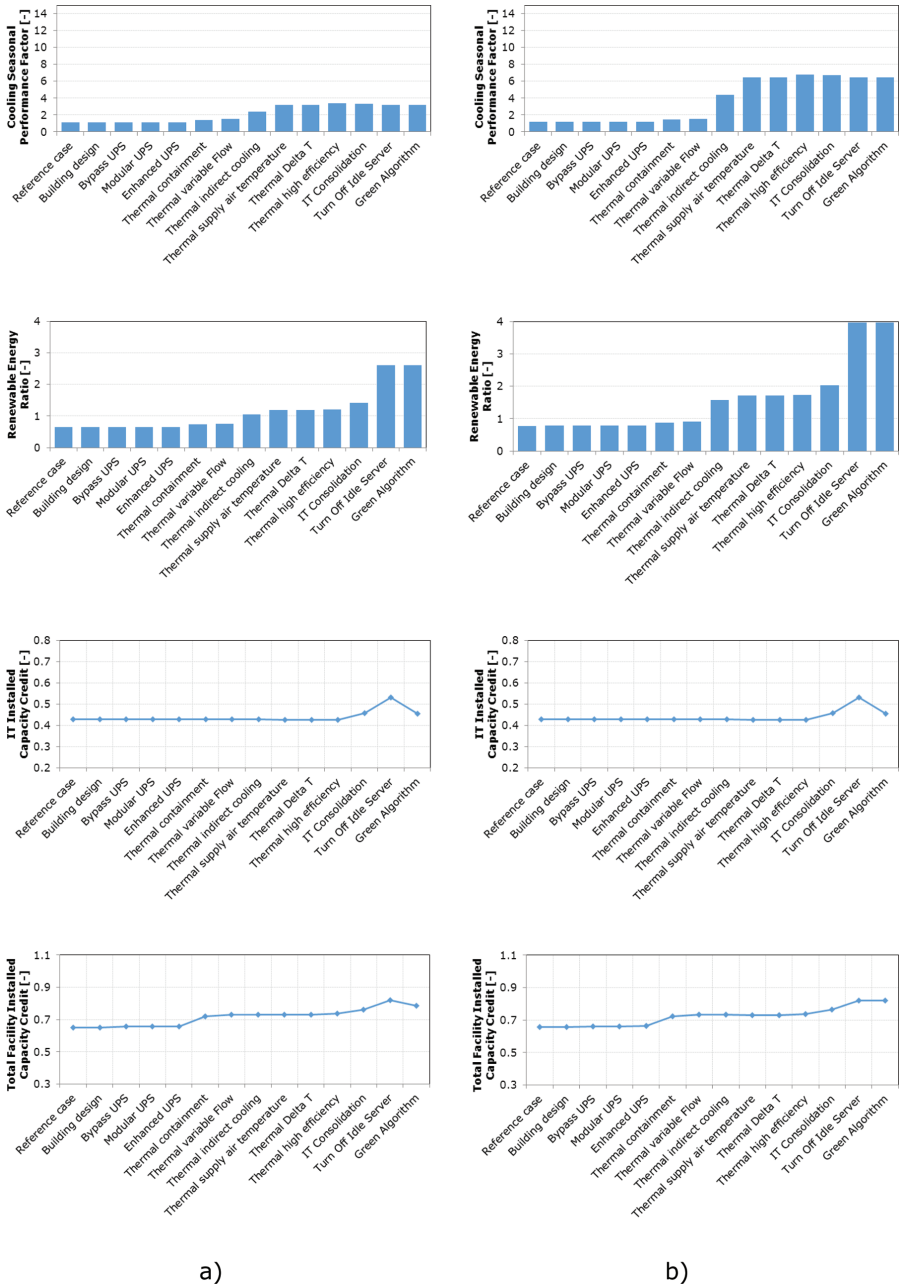 Cooling Seasonal
Performance Factor [-]
14
12
10
8
6
4
2
0
Reference case
Building design
Bypass UPS
Modular UPS
Enhanced UPS
Thermal containment
Thermal variable Flow
Thermal indirect cooling
Thermal supply air temperature
Thermal Delta T
Thermal high efficiency
IT Consolidation
Turn Off Idle Server
Green Algorithm
Cooling Seasonal
Performance Factor [-]
14
12
10
8
6
4
2
0
Reference case
Building design
Bypass UPS
Modular UPS
Enhanced UPS
Thermal containment
Thermal variable Flow
Thermal indirect cooling
Thermal supply air temperature
Thermal Delta T
Thermal high efficiency
IT Consolidation
Turn Off Idle Server
Green Algorithm
Renewable Energy
Ratio [-]
4
3
2
1
0
Reference case
Building design
Bypass UPS
Modular UPS
Enhanced UPS
Thermal containment
Thermal variable Flow
Thermal indirect cooling
Thermal supply air temperature
Thermal Delta T
Thermal high efficiency
IT Consolidation
Turn Off Idle Server
Green Algorithm
Renewable Energy
Ratio [-]
4
3
2
1
0
Reference case
Building design
Bypass UPS
Modular UPS
Enhanced UPS
Thermal containment
Thermal variable Flow
Thermal indirect cooling
Thermal supply air temperature
Thermal Delta T
Thermal high efficiency
IT Consolidation
Turn Off Idle Server
Green Algorithm
IT Installed
Capacity Credit [-]
0.8
0.7
0.6
0.5
0.4
0.3
0.2
Reference case
Building design
Bypass UPS
Modular UPS
Enhanced UPS
Thermal containment
Thermal variable Flow
Thermal indirect cooling
Thermal supply air temperature
Thermal Delta T
Thermal high efficiency
IT Consolidation
Turn Off Idle Server
Green Algorithm
IT Installed
Capacity Credit [-]
0.8
0.7
0.6
0.5
0.4
0.3
0.2
Reference case
Building design
Bypass UPS
Modular UPS
Enhanced UPS
Thermal containment
Thermal variable Flow
Thermal indirect cooling
Thermal supply air temperature
Thermal Delta T
Thermal high efficiency
IT Consolidation
Turn Off Idle Server
Green Algorithm
Total Facility Installed
Capacity Credit [-]
1.1
0.9
0.7
0.5
0.3
Reference case
Building design
Bypass UPS
Modular UPS
Enhanced UPS
Thermal containment
Thermal variable Flow
Thermal indirect cooling
Thermal supply air temperature
Thermal Delta T
Thermal high efficiency
IT Consolidation
Turn Off Idle Server
Green Algorithm
Total Facility Installed
Capacity Credit [-]
1.1
0.9
0.7
0.5
0.3
Reference case
Building design
Bypass UPS
Modular UPS
Enhanced UPS
Thermal containment
Thermal variable Flow
Thermal indirect cooling
Thermal supply air temperature
Thermal Delta T
Thermal high efficiency
IT Consolidation
Turn Off Idle Server
Green Algorithm
a)
b)